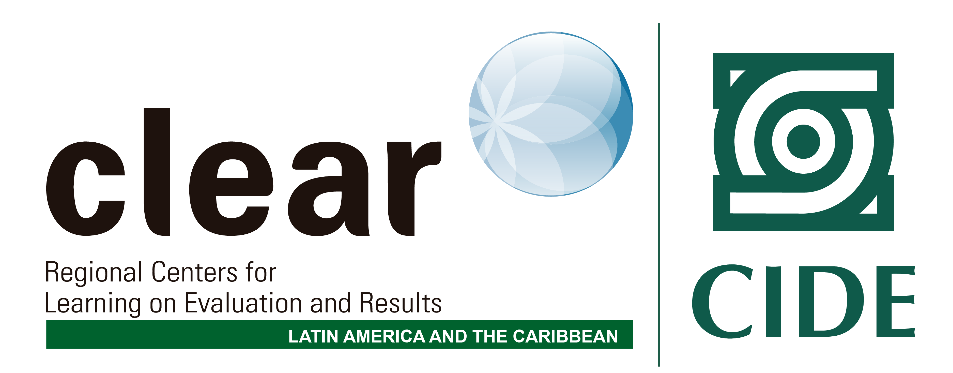 clear
Regional Centers for
Learning on Evaluation and Results
LATIN AMERICA AND THE CARIBBEAN
CIDE